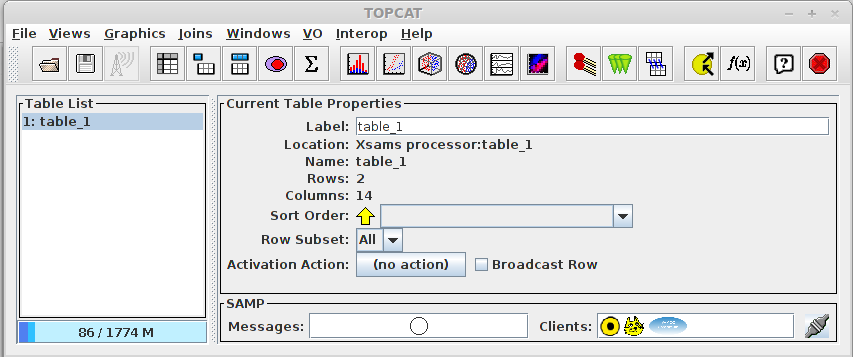 TOPCAT
File Views Graphics Joins Windows VO Interop Help
Σ f(x) ?
Table List
1: table_1
86 / 1774 M
Current Table Properties
Label: table_1
Location: Xsams processor:table_1
Name: table_1
Rows: 2
Columns: 14
Sort Order:
Row Subset: All
Activation Action: (no action) Broadcast Row
SAMP
Messages: Clients: